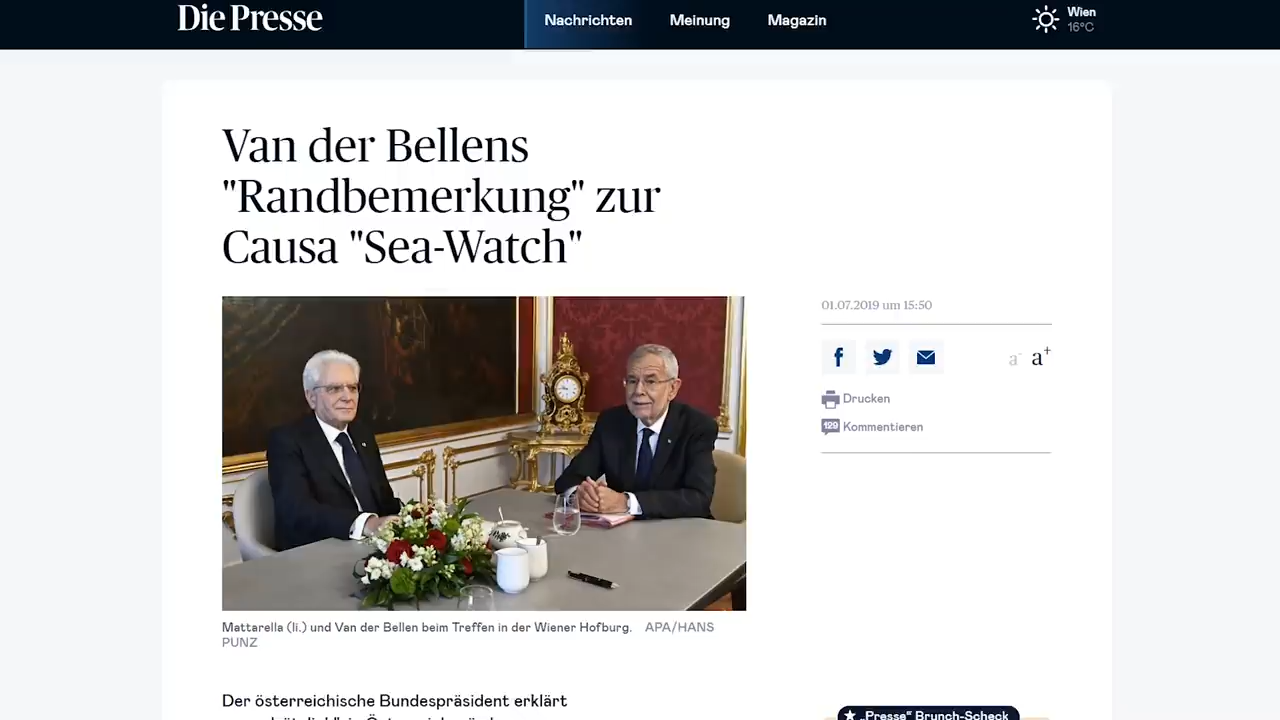 Die Presse
Nachrichten
Meinung
Magazin
Wien
16°C
Van der Bellens
"Randbemerkung" zur
Causa "Sea-Watch"
01.07.2019 um 15:50
a-
a+
Drucken
129 Kommentieren
Mattarella (li.) und Van der Bellen beim Treffen in der Wiener Hofburg. APA/HANS
PUNZ
Der österreichische Bundespräsident erklärt
„Presse“ Brunch-Scheck